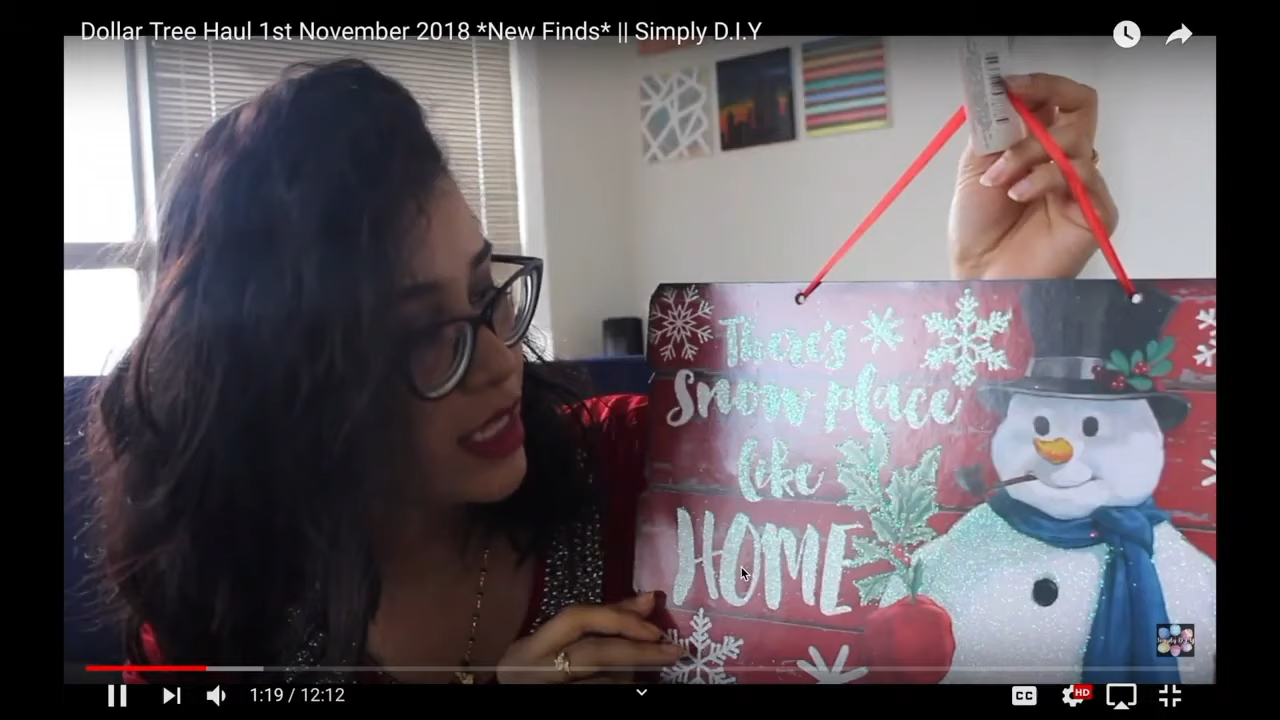 Dollar Tree Haul 1st November 2018 *New Finds* || Simply D.I.Y
There's
Snow place
like
HOME
Simply D.I.Y
1:19 / 12:12
CC
HD